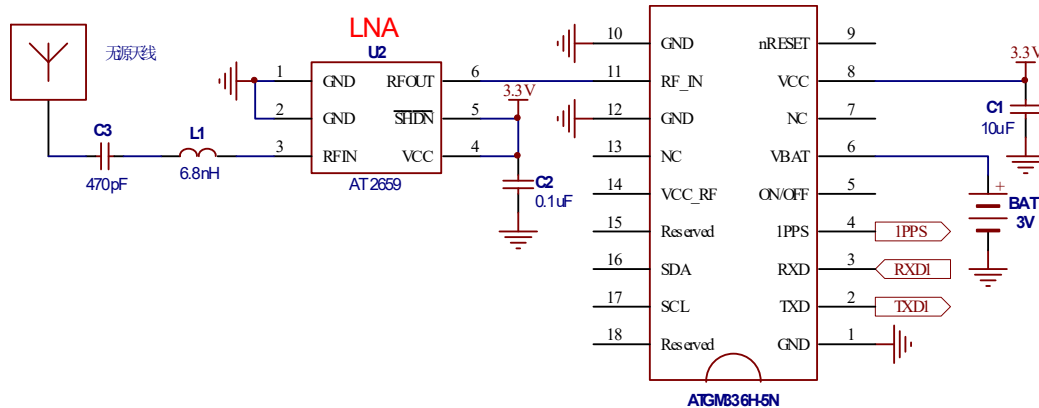 无源天线
C3
470pF
L1
6.8nH
LNA
U2
1
GND
RFOUT
6
2
GND
SHDN
5
3
RFIN
VCC
4
AT2659
3.3V
C2
0.1uF
10
GND
nRESET
9
11
RF_IN
VCC
8
12
GND
NC
7
13
NC
VBAT
6
14
VCC_RF
ON/OFF
5
15
Reserved
1PPS
4
1PPS
16
SDA
RXD
3
RXD1
17
SCL
TXD
2
TXD1
18
Reserved
GND
1
ATGM336H-5N
3.3V
C1
10uF
+
BAT
3V